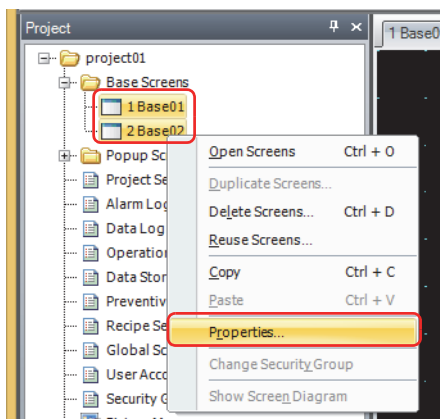 Project
1 Base0
project01
Base Screens
1 Base01
2 Base02
Popup Sc
Project Se
Alarm Log
Data Log
Operation
Data Stor
Preventiv
Recipe Se
Global Sc
User Acco
Security G
Open Screens Ctrl + O
Duplicate Screens...
Delete Screens... Ctrl + D
Reuse Screens...
Copy Ctrl + C
Paste Ctrl + V
Properties...
Change Security Group
Show Screen Diagram